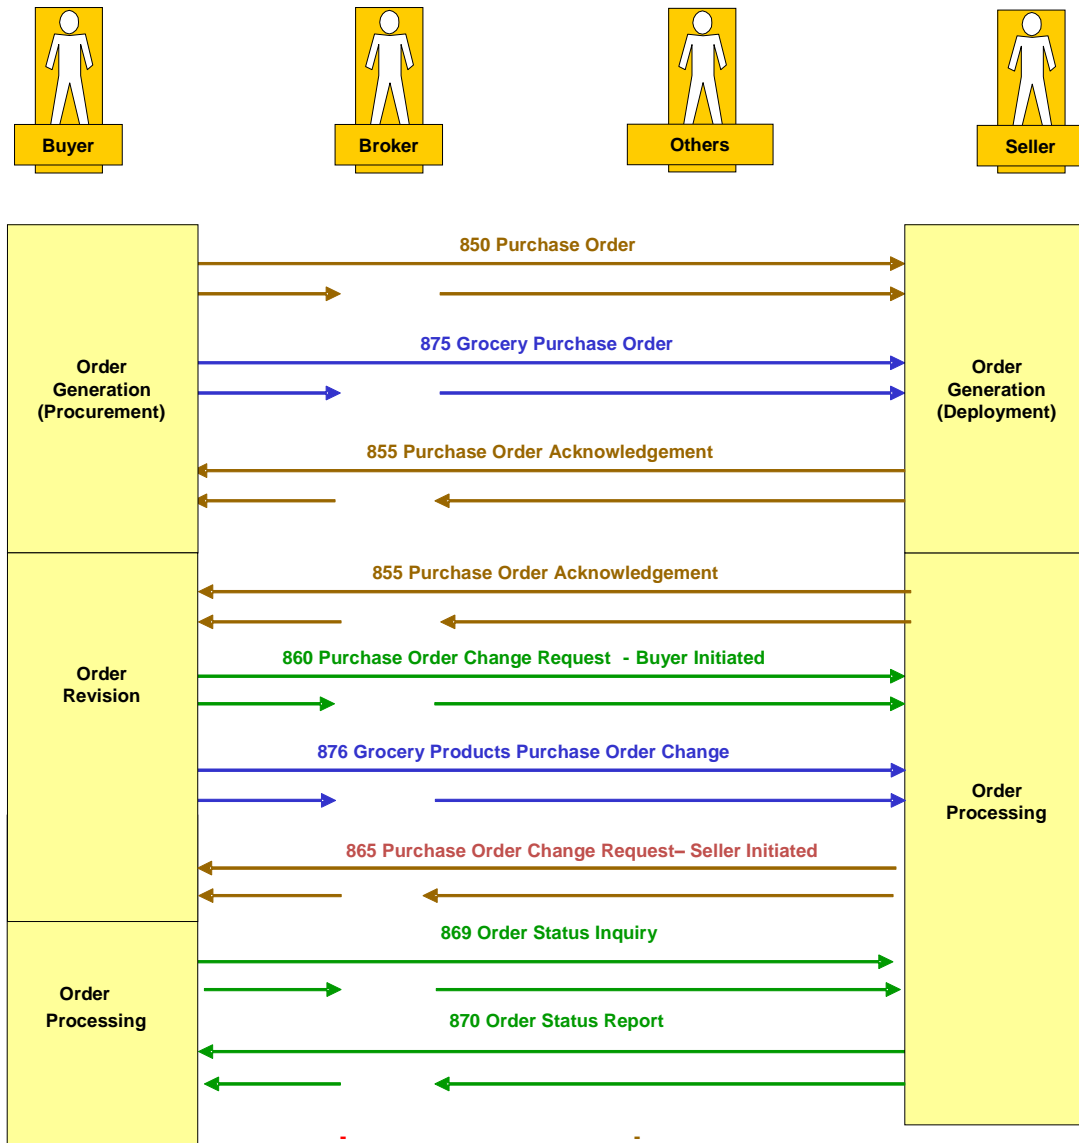 Buyer
Broker
Others
Seller
850 Purchase Order
875 Grocery Purchase Order
Order
Generation
(Procurement)
Order
Generation
(Deployment)
855 Purchase Order Acknowledgement
855 Purchase Order Acknowledgement
860 Purchase Order Change Request - Buyer Initiated
Order
Revision
876 Grocery Products Purchase Order Change
Order
Processing
865 Purchase Order Change Request– Seller Initiated
869 Order Status Inquiry
Order
Processing
870 Order Status Report
- -